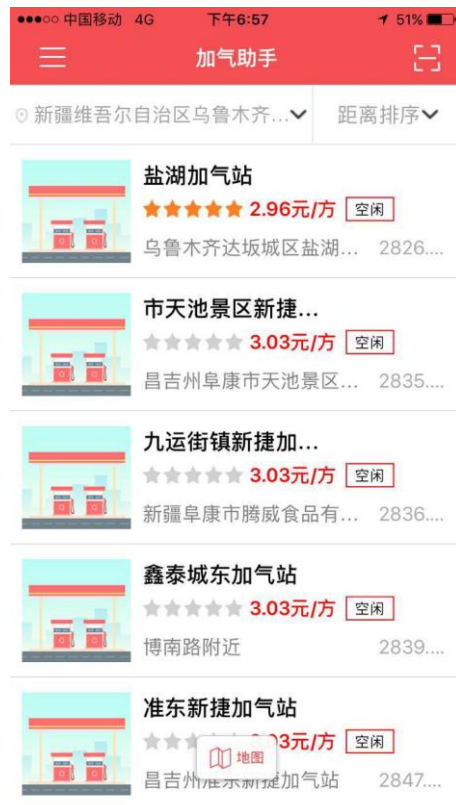 中国移动 4G 下午6:57 51%
加气助手
新疆维吾尔自治区乌鲁木齐... 距离排序
盐湖加气站
2.96元/方 空闲
乌鲁木齐达坂城区盐湖... 2826....
市天池景区新捷...
3.03元/方 空闲
昌吉州阜康市天池景区... 2835....
九运街镇新捷加...
3.03元/方 空闲
新疆阜康市腾威食品有... 2836....
鑫泰城东加气站
3.03元/方 空闲
博南路附近 2839....
准东新捷加气站
3元/方 空闲
地图
昌吉州准东新捷加气站 2847....